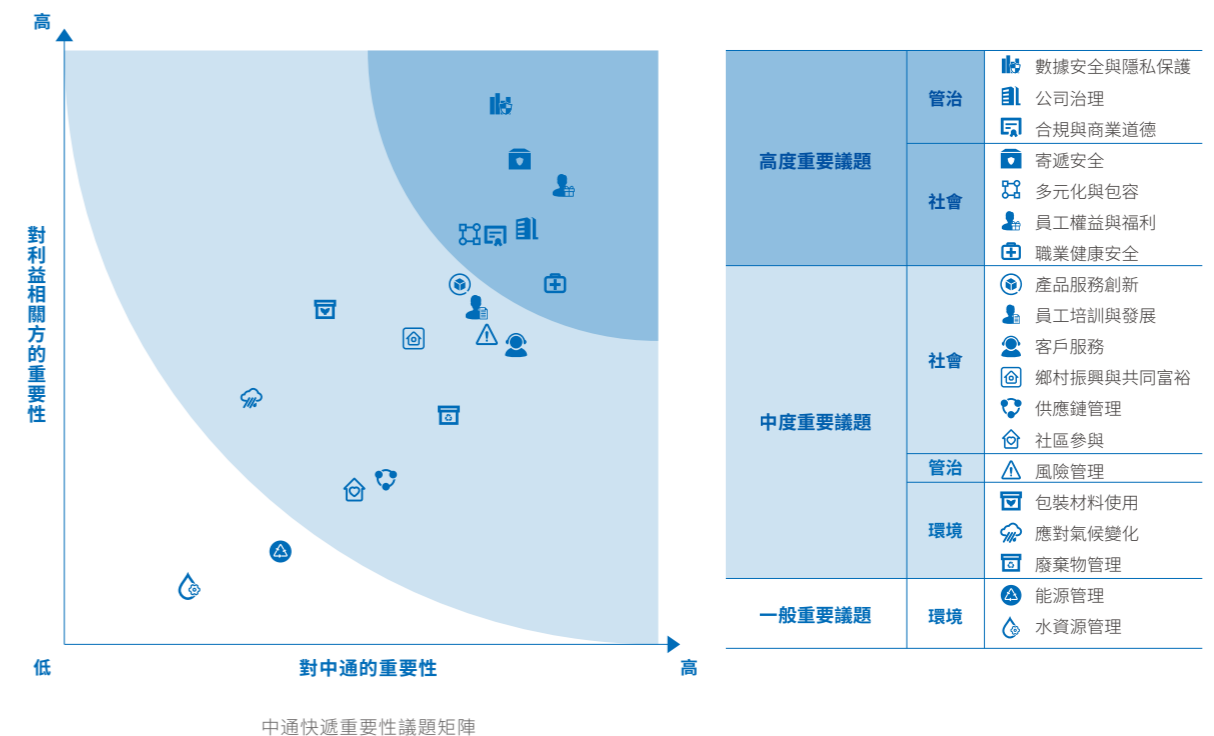 高
對利益相關方的重要性
低
對中通的重要性
高
中通快遞重要性議題矩陣
高度重要議題
管治
數據安全與隱私保護
公司治理
合規與商業道德
社會
寄遞安全
多元化與包容
員工權益與福利
職業健康安全
中度重要議題
社會
產品服務創新
員工培訓與發展
客戶服務
鄉村振興與共同富裕
供應鏈管理
社區參與
管治
風險管理
環境
包裝材料使用
應對氣候變化
廢棄物管理
一般重要議題
環境
能源管理
水資源管理